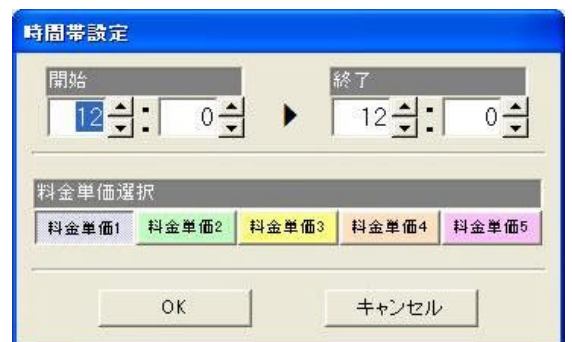 時間帯設定
開始 終了
12 : 0 ▶ 12 : 0
料金単価選択
料金単価1 料金単価2 料金単価3 料金単価4 料金単価5
OK キャンセル